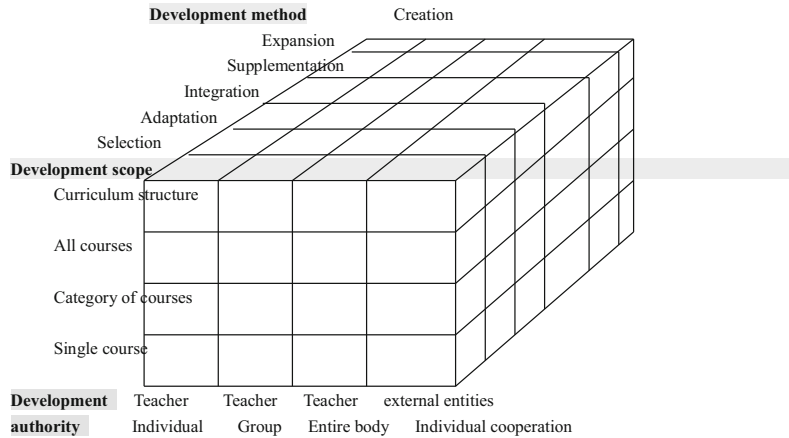 Development method Creation
Expansion
Supplementation
Integration
Adaptation
Selection
Development scope
Curriculum structure
All courses
Category of courses
Single course
Development Teacher Teacher Teacher external entities
authority Individual Group Entire body Individual cooperation